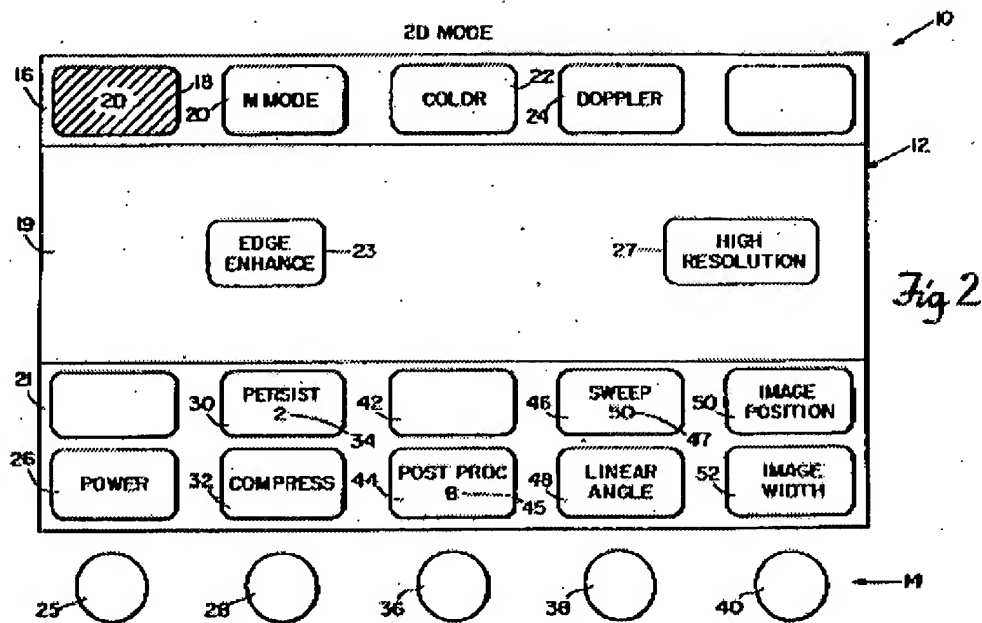 2D MODE
10
16
2D
18
20
M MODE
COLOR
22
24
DOPPLER
12
19
EDGE
ENHANCE
23
27
HIGH
RESOLUTION
Fig 2
21
30
PERSIST
2
34
42
46
SWEEP
50
47
50
IMAGE
POSITION
26
POWER
32
COMPRESS
44
POST PROC
6
45
48
LINEAR
ANGLE
52
IMAGE
WIDTH
25
28
36
38
40